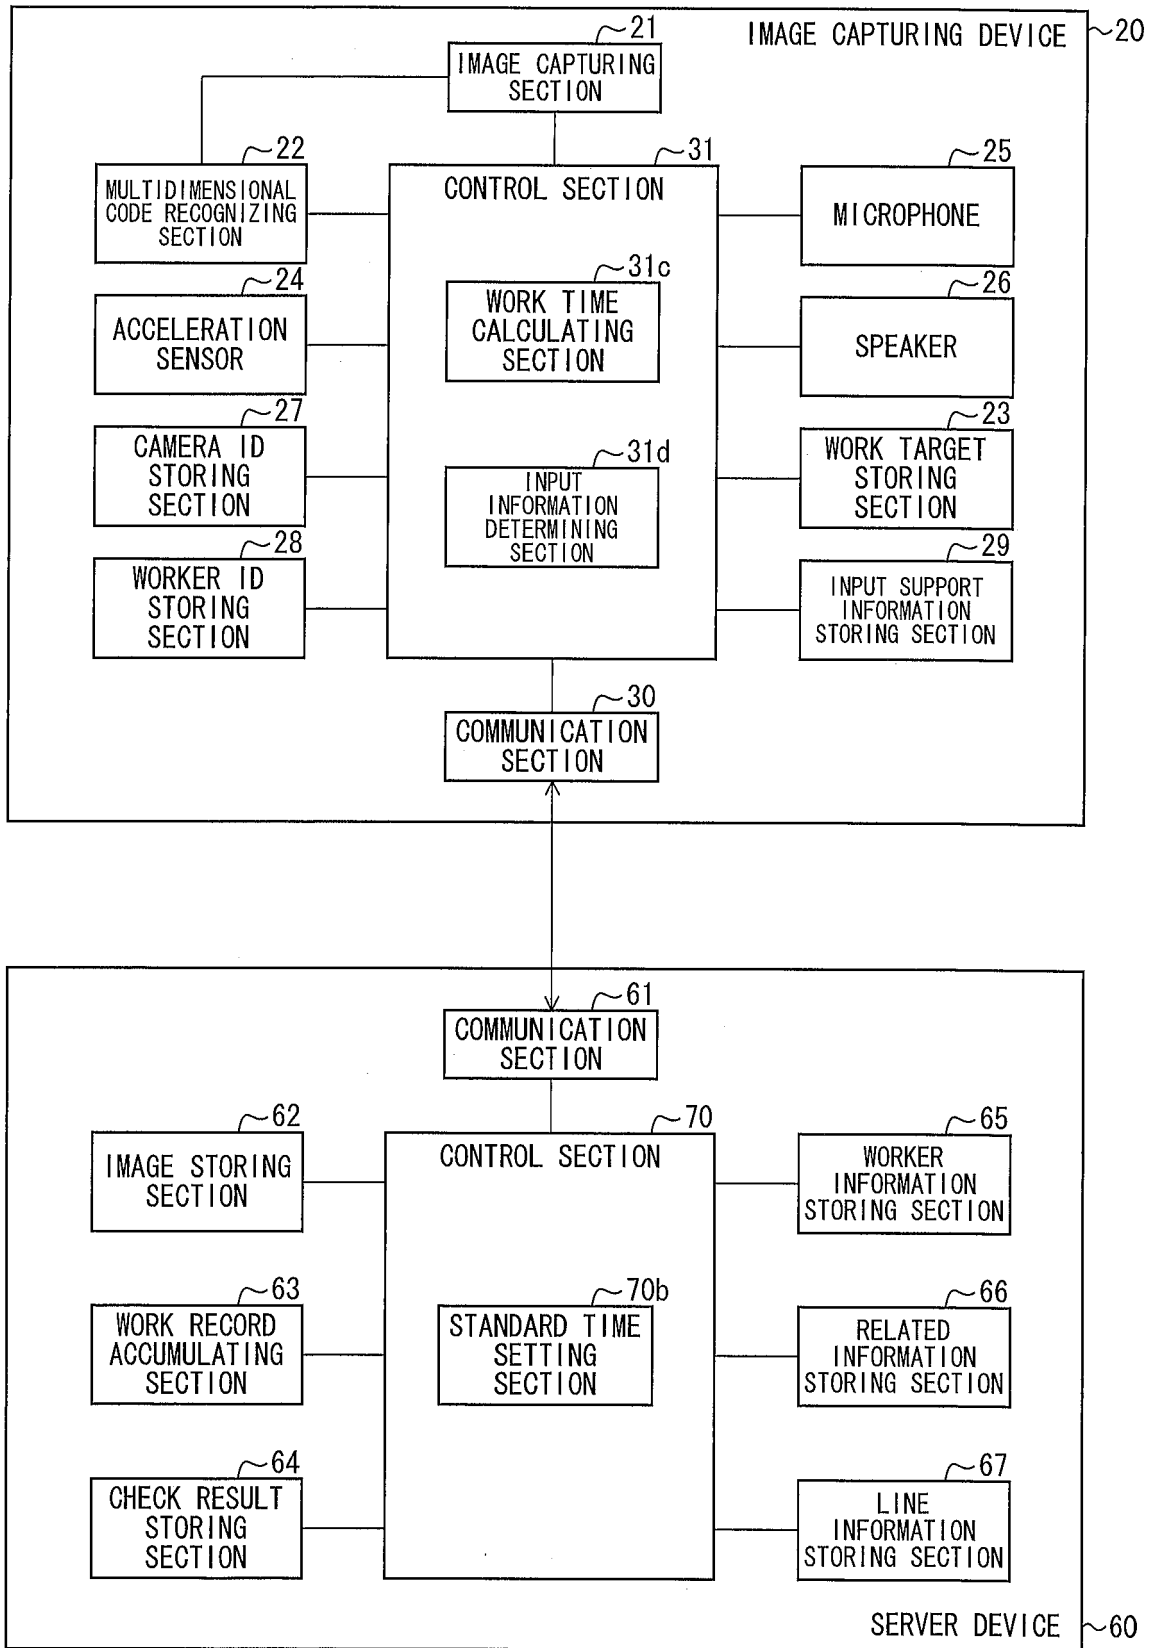 IMAGE CAPTURING DEVICE
20
21
IMAGE CAPTURING
SECTION
22
MULTIDIMENSIONAL
CODE RECOGNIZING
SECTION
31
CONTROL SECTION
25
MICROPHONE
24
ACCELERATION
SENSOR
31c
WORK TIME
CALCULATING
SECTION
26
SPEAKER
27
CAMERA ID
STORING
SECTION
31d
INPUT
INFORMATION
DETERMINING
SECTION
23
WORK TARGET
STORING
SECTION
28
WORKER ID
STORING
SECTION
29
INPUT SUPPORT
INFORMATION
STORING SECTION
30
COMMUNICATION
SECTION
61
COMMUNICATION
SECTION
62
IMAGE STORING
SECTION
70
CONTROL SECTION
65
WORKER
INFORMATION
STORING SECTION
63
WORK RECORD
ACCUMULATING
SECTION
70b
STANDARD TIME
SETTING
SECTION
66
RELATED
INFORMATION
STORING SECTION
64
CHECK RESULT
STORING
SECTION
67
LINE
INFORMATION
STORING SECTION
SERVER DEVICE
60